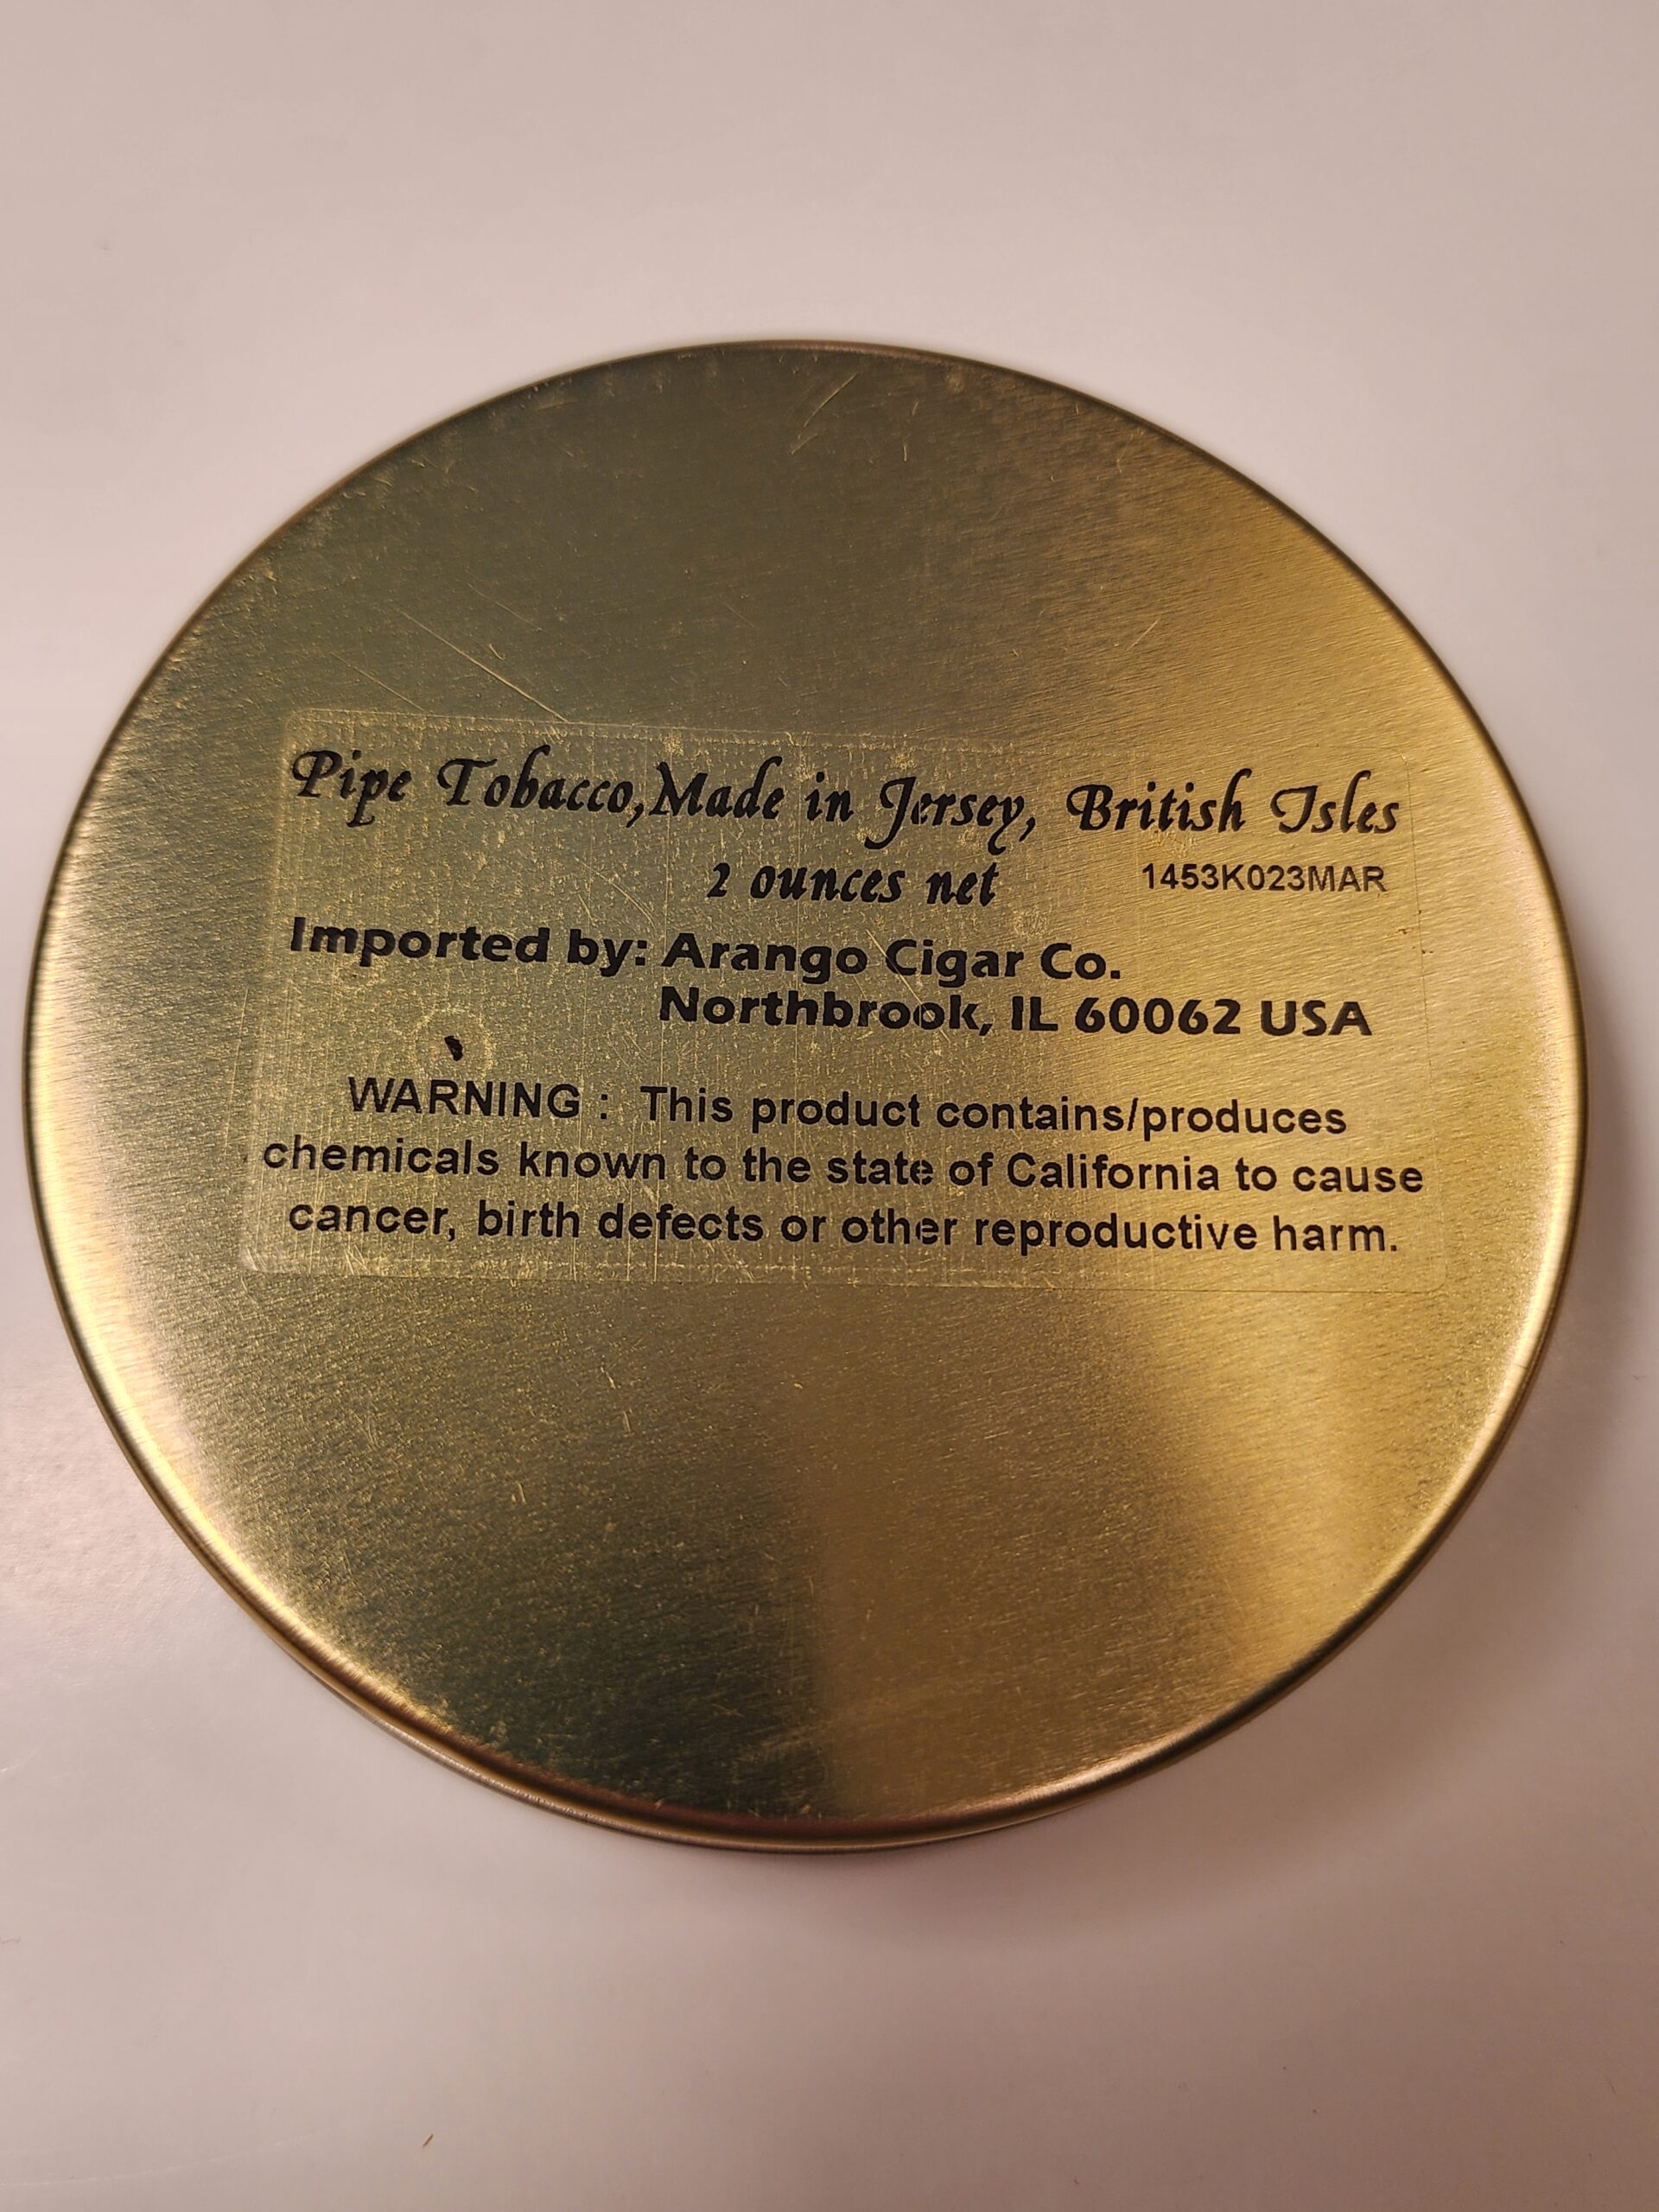 Pipe Tobacco,Made in Jersey, British Isles
2 ounces net 1453K023MAR
Imported by: Arango Cigar Co.
Northbrook, IL 60062 USA
WARNING : This product contains/produces
chemicals known to the state of California to cause
cancer, birth defects or other reproductive harm.